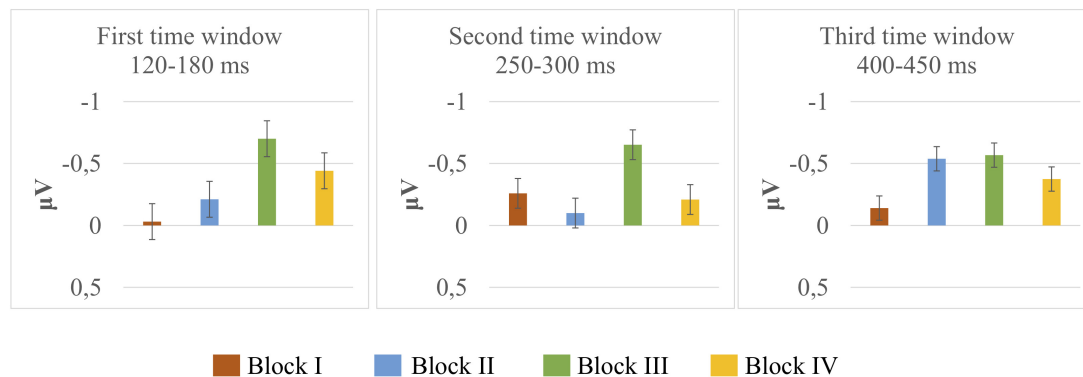 First time window
120-180 ms
-1
-0,5
0
0,5
µV
Second time window
250-300 ms
-1
-0,5
0
0,5
µV
Third time window
400-450 ms
-1
-0,5
0
0,5
µV
Block I
Block II
Block III
Block IV